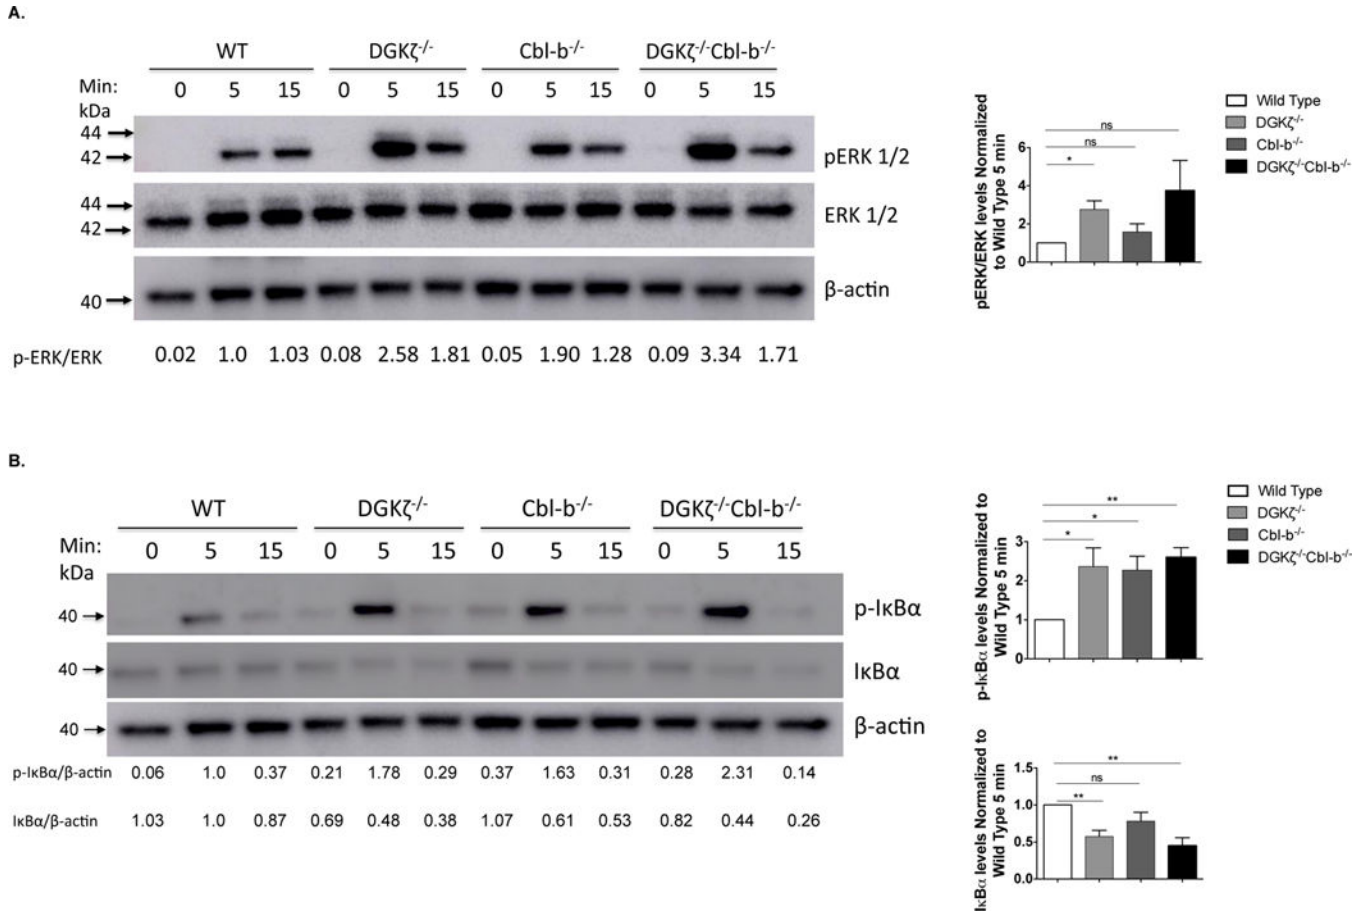 A.
WT DGKζ-/- Cbl-b-/- DGKζ-/-Cbl-b-/-
Min: 0 5 15 0 5 15 0 5 15 0 5 15
kDa
44
42
pERK 1/2
44
42
ERK 1/2
40
β-actin
p-ERK/ERK 0.02 1.0 1.03 0.08 2.58 1.81 0.05 1.90 1.28 0.09 3.34 1.71
pERK/ERK levels Normalized
to Wild Type 5 min
6
4
2
0
ns
ns
*
Wild Type
DGKζ-/-
Cbl-b-/-
DGKζ-/-Cbl-b-/-
B.
WT DGKζ-/- Cbl-b-/- DGKζ-/-Cbl-b-/-
Min: 0 5 15 0 5 15 0 5 15 0 5 15
kDa
40
p-IκBα
40
IκBα
40
β-actin
p-IκBα/β-actin 0.06 1.0 0.37 0.21 1.78 0.29 0.37 1.63 0.31 0.28 2.31 0.14
IκBα/β-actin 1.03 1.0 0.87 0.69 0.48 0.38 1.07 0.61 0.53 0.82 0.44 0.26
p-IκBα levels Normalized to
Wild Type 5 min
3
2
1
0
**
*
*
Wild Type
DGKζ-/-
Cbl-b-/-
DGKζ-/-Cbl-b-/-
IκBα levels Normalized to
Wild Type 5 min
1.5
1.0
0.5
0.0
**
ns
**